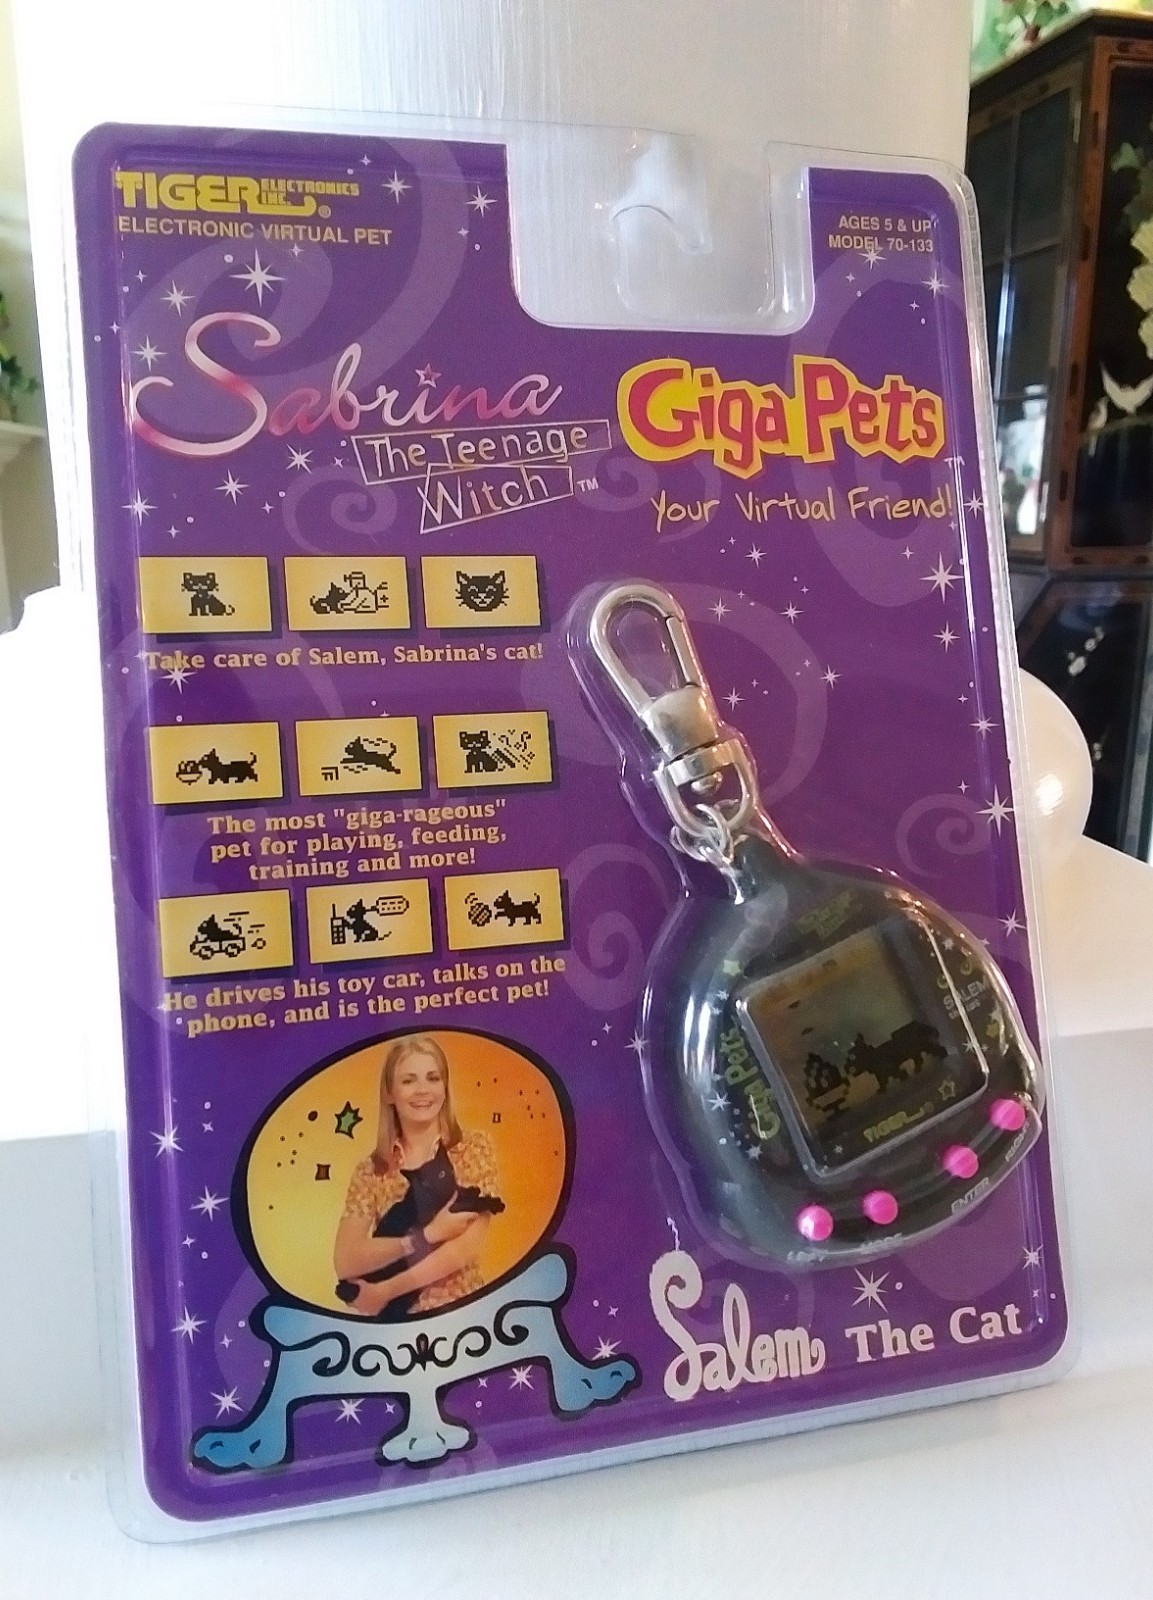 TIGER ELECTRONICS INC.®
ELECTRONIC VIRTUAL PET
AGES 5 & UP
MODEL 70-133
Sabrina
The Teenage
Witch™
Giga Pets™
Your Virtual Friend!
Take care of Salem, Sabrina's cat!
The most "giga-rageous"
pet for playing, feeding,
training and more!
He drives his toy car, talks on the
phone, and is the perfect pet!
SALEM
Giga Pets
TIGER
MODE
ENTER
Salem The Cat